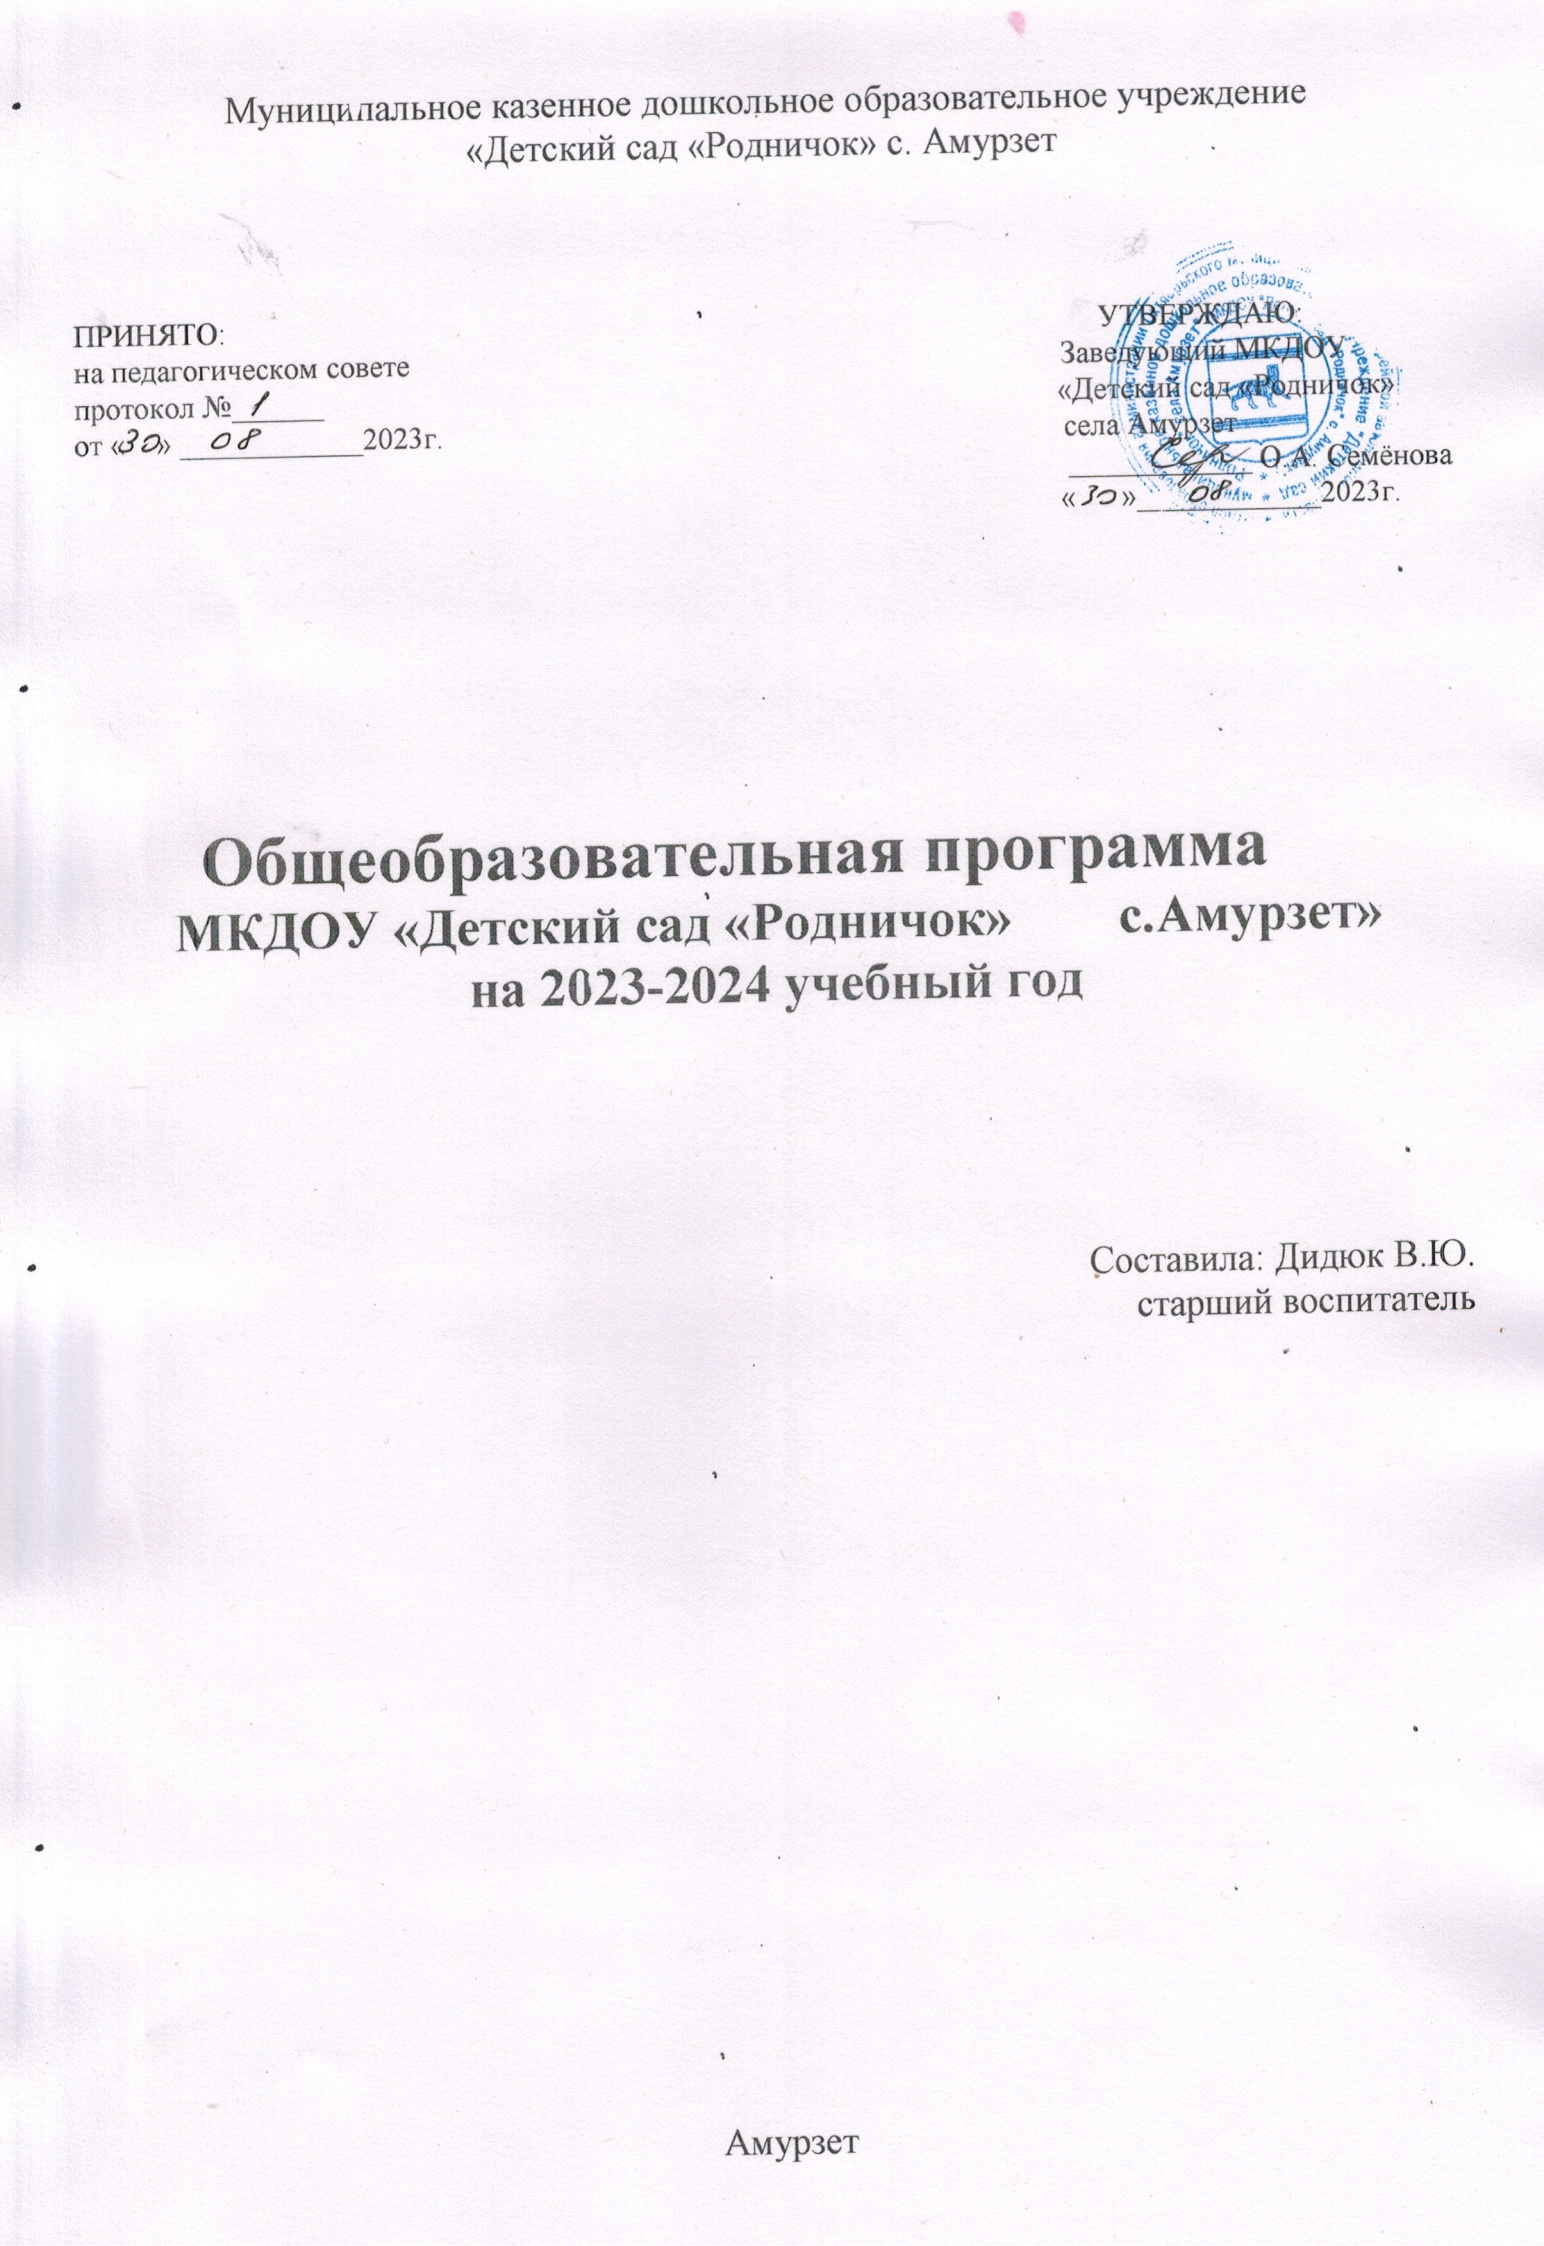 Муниципальное казенное дошкольное образовательное учреждение
«Детский сад «Родничок» с. Амурзет
ПРИНЯТО:
на педагогическом совете
протокол № 1
от «30» 08 2023г.
УТВЕРЖДАЮ:
Заведующий МКДОУ
«Детский сад «Родничок»
села Амурзет
О.А. Семёнова
«30» 08 2023г.
Общеобразовательная программа
МКДОУ «Детский сад «Родничок» с.Амурзет»
на 2023-2024 учебный год
Составила: Дидюк В.Ю.
старший воспитатель
Амурзет